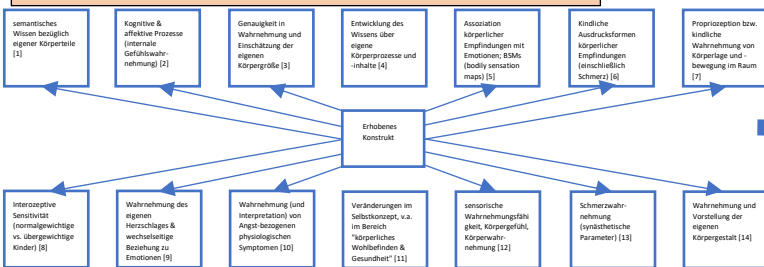 semantisches
Wissen bezüglich
eigener Körperteile
[1]
Kognitive &
affektive Prozesse
(internale
Gefühlswahr-
nehmung) [2]
Genauigkeit in
Wahrnehmung und
Einschätzung der
eigenen
Körpergröße [3]
Entwicklung des
Wissens über
eigene
Körperprozesse und
-inhalte [4]
Assoziation
körperlicher
Empfindungen mit
Emotionen; BSMs
(bodily sensation
maps) [5]
Kindliche
Ausdrucksformen
körperlicher
Empfindungen
(einschließlich
Schmerz) [6]
Propriozeption bzw.
kindliche
Wahrnehmung von
Körperlage und -
bewegung im Raum
[7]
Erhobenes
Konstrukt
Interozeptive
Sensitivität
(normalgewichtige
vs. übergewichtige
Kinder) [8]
Wahrnehmung des
eigenen
Herzschlages &
wechselseitige
Beziehung zu
Emotionen [9]
Wahrnehmung (und
Interpretation) von
Angst-bezogenen
physiologischen
Symptomen [10]
Veränderungen im
Selbstkonzept, v.a.
im Bereich
"körperliches
Wohlbefinden &
Gesundheit" [11]
sensorische
Wahrnehmungsfähi
gkeit, Körpergefühl,
Körperwahr-
nehmung [12]
Schmerzwahr-
nehmung
(synästhetische
Parameter) [13]
Wahrnehmung und
Vorstellung der
eigenen
Körpergestalt [14]